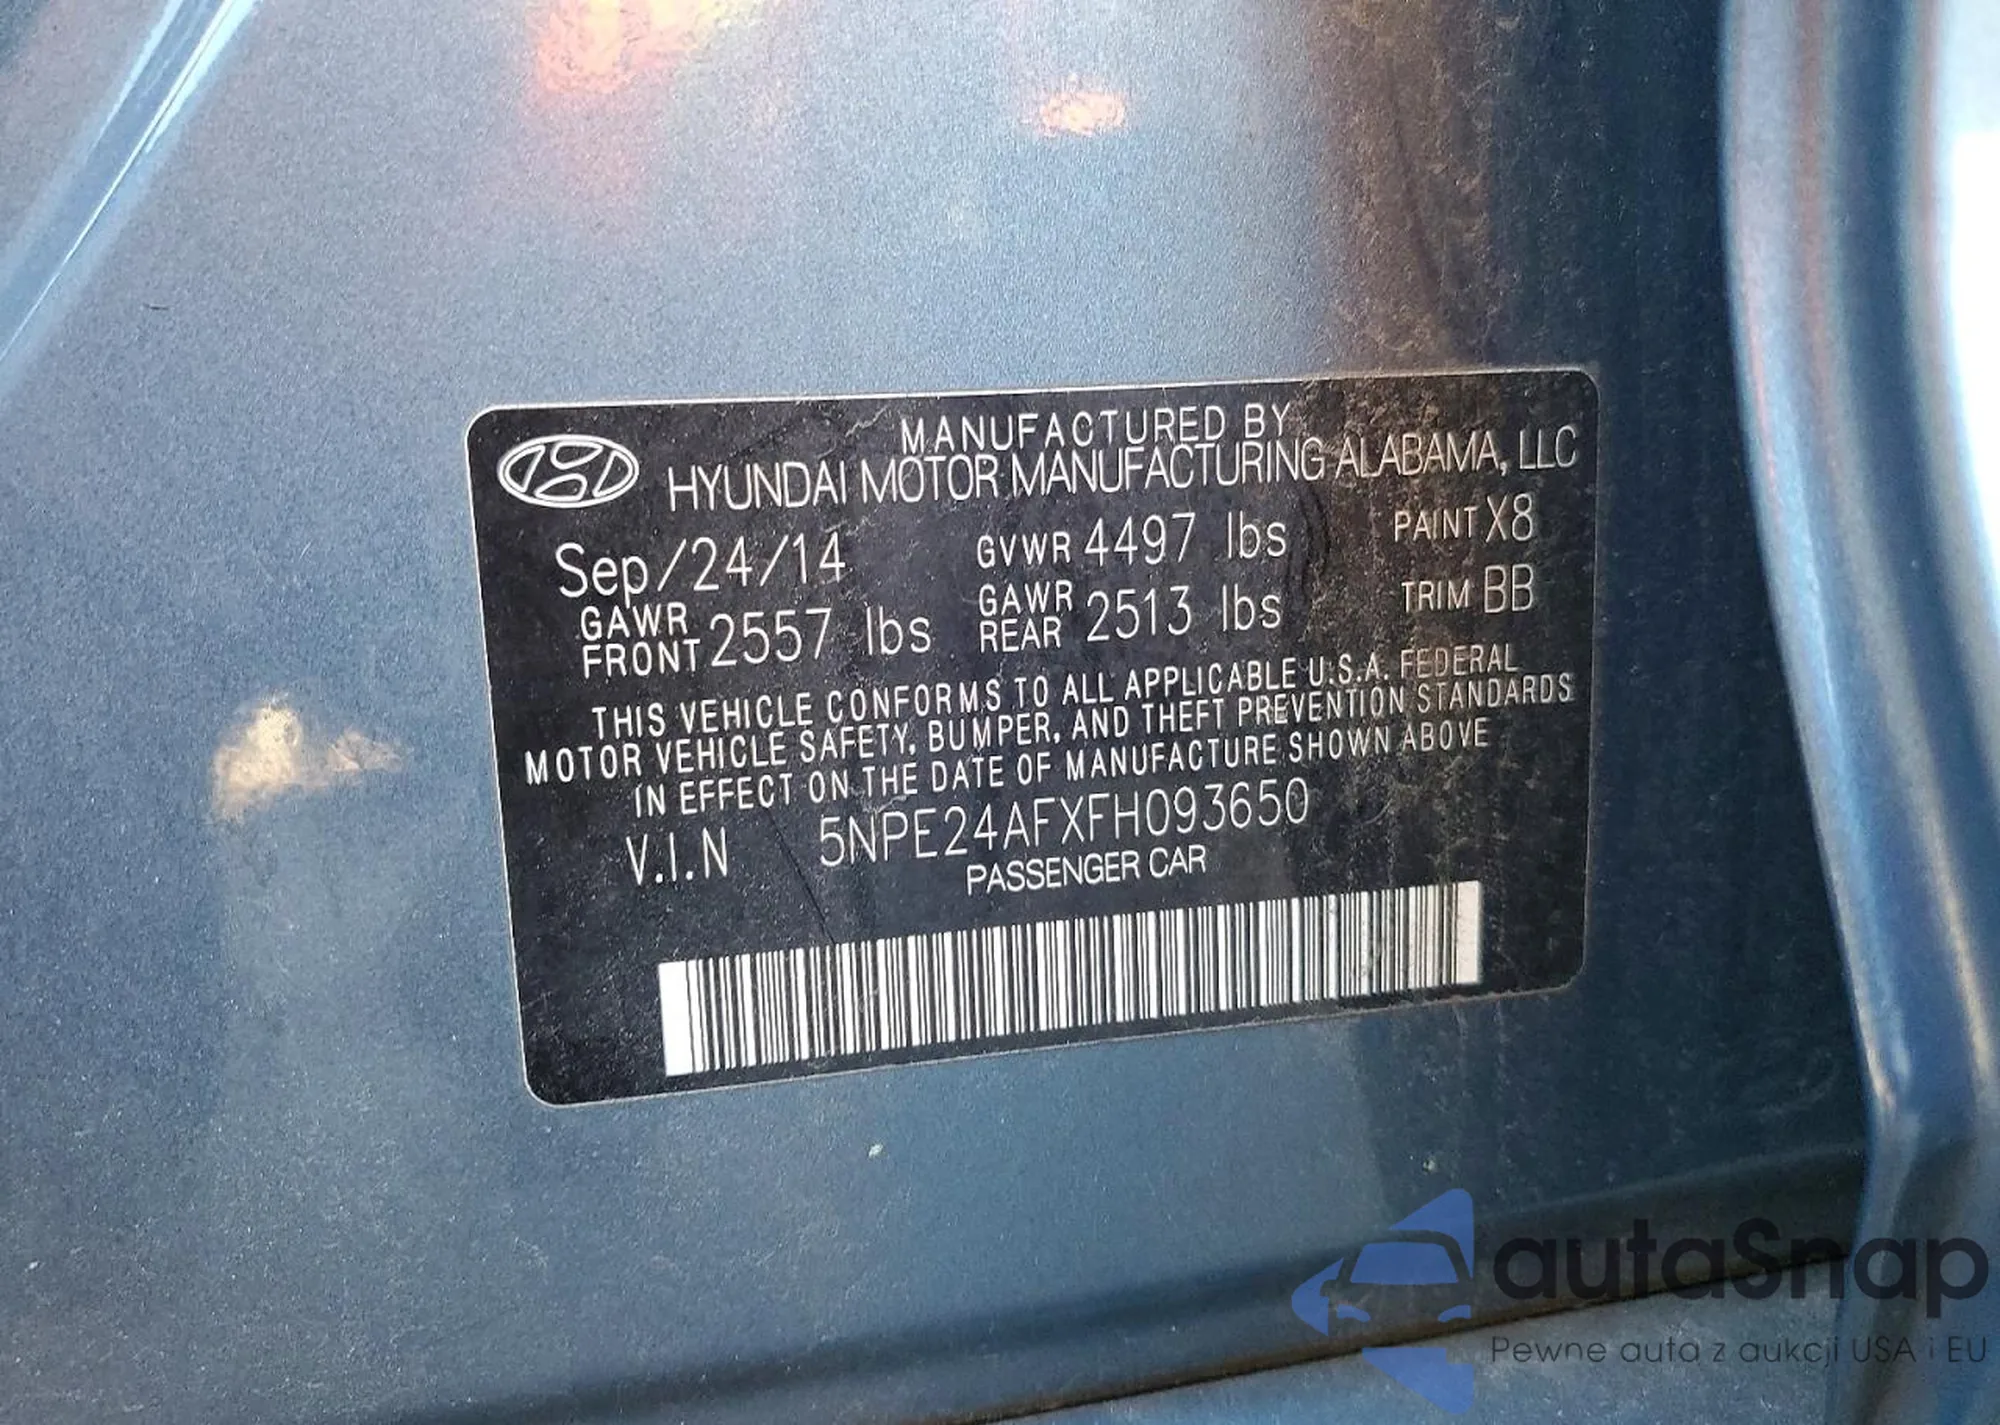 MANUFACTURED BY
HYUNDAI MOTOR MANUFACTURING ALABAMA, LLC
Sep/24/14 GVWR 4497 lbs PAINT X8
GAWR FRONT 2557 lbs GAWR REAR 2513 lbs TRIM BB
THIS VEHICLE CONFORMS TO ALL APPLICABLE U.S.A. FEDERAL
MOTOR VEHICLE SAFETY, BUMPER, AND THEFT PREVENTION STANDARDS
IN EFFECT ON THE DATE OF MANUFACTURE SHOWN ABOVE
V.I.N 5NPE24AFXFH093650
PASSENGER CAR
autaSnap
Pewne auta z aukcji USA i EU